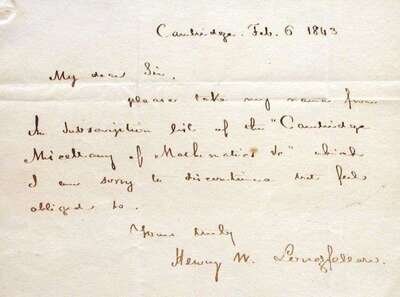 Cambridge. Feb. 6 1843
My dear Sir.
please take my name from
the subscription list of the "Cambridge
Miscellany of Mathematics &c" which
I am sorry to discontinue but feel
obliged to.
Yours truly
Henry W. Longfellow.